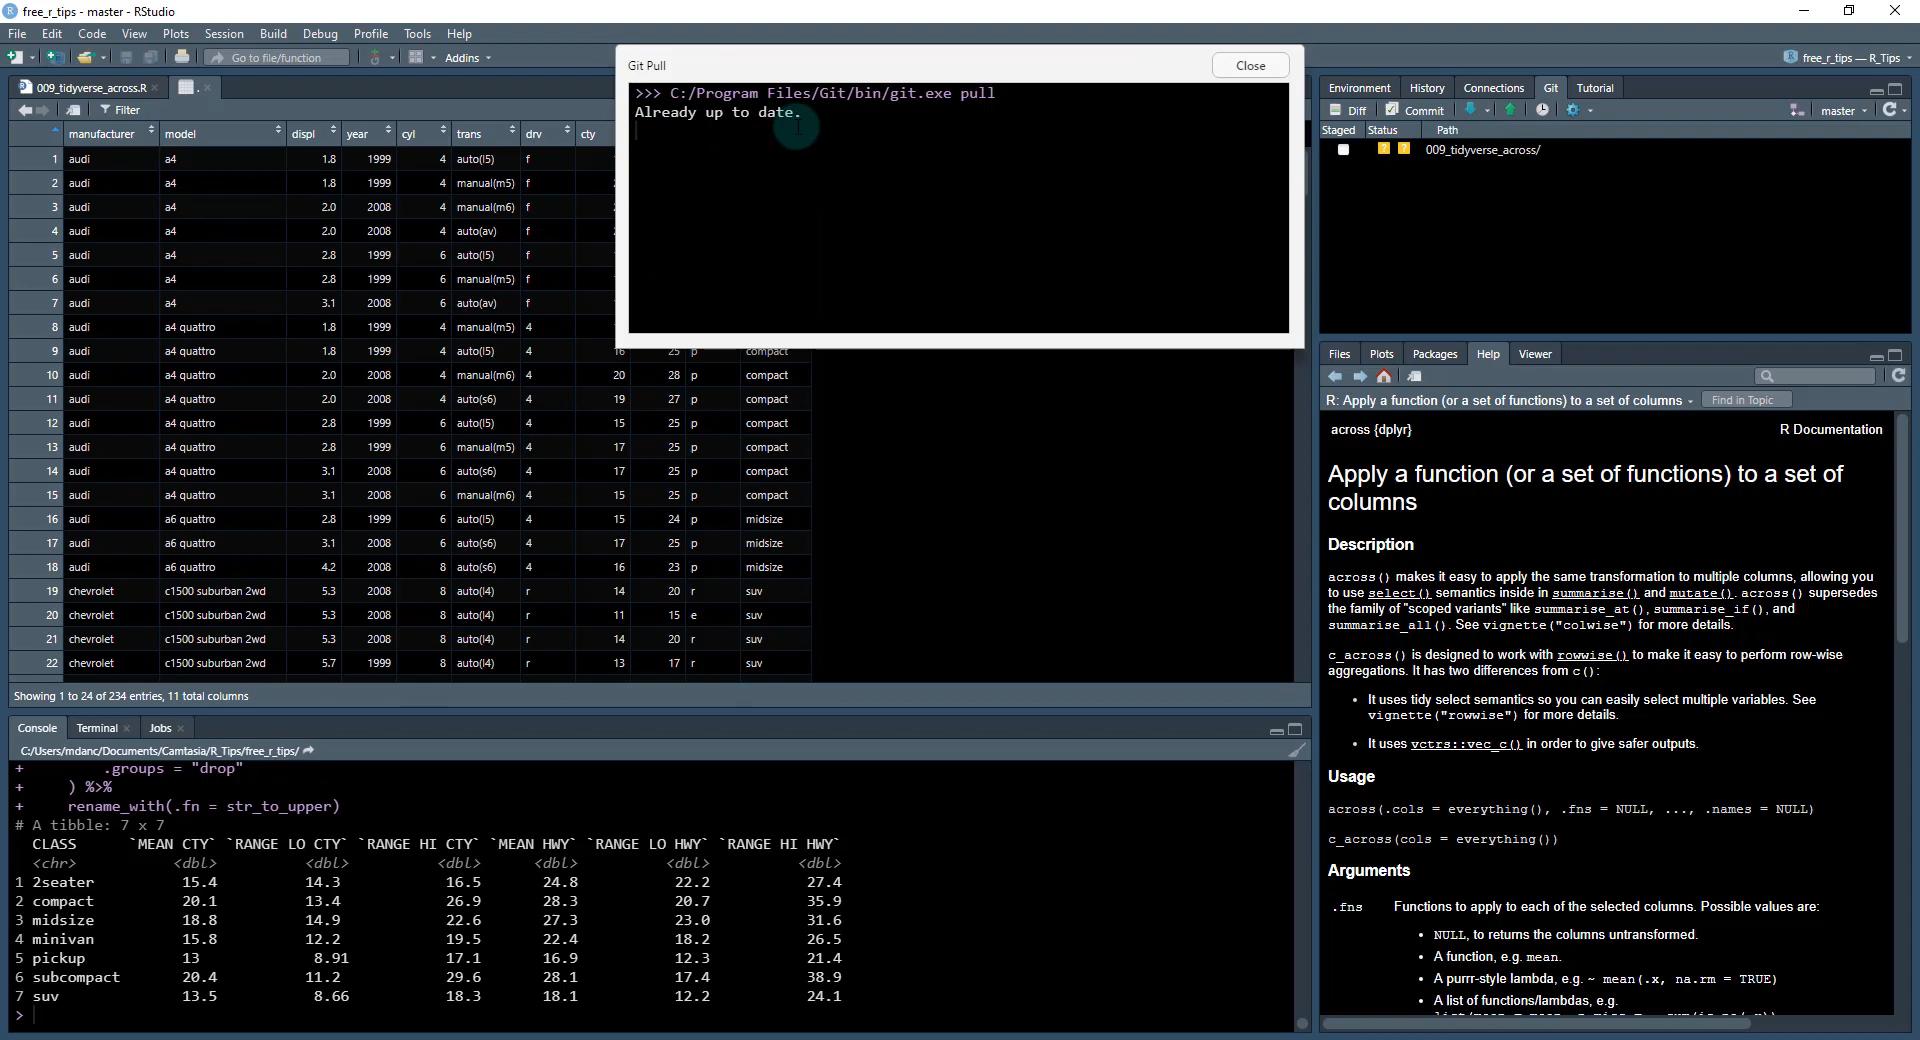 free_r_tips - master - RStudio
File Edit Code View Plots Session Build Debug Profile Tools Help
Go to file/function Addins free_r_tips — R_Tips
Git Pull Close
>>> C:/Program Files/Git/bin/git.exe pull
Already up to date.
009_tidyverse_across.R .
Filter
manufacturer model displ year cyl trans drv cty
1 audi a4 1.8 1999 4 auto(l5) f
2 audi a4 1.8 1999 4 manual(m5) f
3 audi a4 2.0 2008 4 manual(m6) f
4 audi a4 2.0 2008 4 auto(av) f
5 audi a4 2.8 1999 6 auto(l5) f
6 audi a4 2.8 1999 6 manual(m5) f
7 audi a4 3.1 2008 6 auto(av) f
8 audi a4 quattro 1.8 1999 4 manual(m5) 4
9 audi a4 quattro 1.8 1999 4 auto(l5) 4 16 25 p compact
10 audi a4 quattro 2.0 2008 4 manual(m6) 4 20 28 p compact
11 audi a4 quattro 2.0 2008 4 auto(s6) 4 19 27 p compact
12 audi a4 quattro 2.8 1999 6 auto(l5) 4 15 25 p compact
13 audi a4 quattro 2.8 1999 6 manual(m5) 4 17 25 p compact
14 audi a4 quattro 3.1 2008 6 auto(s6) 4 17 25 p compact
15 audi a4 quattro 3.1 2008 6 manual(m6) 4 15 25 p compact
16 audi a6 quattro 2.8 1999 6 auto(l5) 4 15 24 p midsize
17 audi a6 quattro 3.1 2008 6 auto(s6) 4 17 25 p midsize
18 audi a6 quattro 4.2 2008 8 auto(s6) 4 16 23 p midsize
19 chevrolet c1500 suburban 2wd 5.3 2008 8 auto(l4) r 14 20 r suv
20 chevrolet c1500 suburban 2wd 5.3 2008 8 auto(l4) r 11 15 e suv
21 chevrolet c1500 suburban 2wd 5.3 2008 8 auto(l4) r 14 20 r suv
22 chevrolet c1500 suburban 2wd 5.7 1999 8 auto(l4) r 13 17 r suv
Showing 1 to 24 of 234 entries, 11 total columns
Console Terminal Jobs
C:/Users/mdanc/Documents/Camtasia/R_Tips/free_r_tips/
+ .groups = "drop"
+ ) %>%
+ rename_with(.fn = str_to_upper)
# A tibble: 7 x 7
CLASS `MEAN CTY` `RANGE LO CTY` `RANGE HI CTY` `MEAN HWY` `RANGE LO HWY` `RANGE HI HWY`
<chr> <dbl> <dbl> <dbl> <dbl> <dbl> <dbl>
1 2seater 15.4 14.3 16.5 24.8 22.2 27.4
2 compact 20.1 13.4 26.9 28.3 20.7 35.9
3 midsize 18.8 14.9 22.6 27.3 23.0 31.6
4 minivan 15.8 12.2 19.5 22.4 18.2 26.5
5 pickup 13 8.91 17.1 16.9 12.3 21.4
6 subcompact 20.4 11.2 29.6 28.1 17.4 38.9
7 suv 13.5 8.66 18.3 18.1 12.2 24.1
>
Environment History Connections Git Tutorial
Diff Commit master
Staged Status Path
? ? 009_tidyverse_across/
Files Plots Packages Help Viewer
R: Apply a function (or a set of functions) to a set of columns Find in Topic
across {dplyr} R Documentation
Apply a function (or a set of functions) to a set of
columns
Description
across() makes it easy to apply the same transformation to multiple columns, allowing you
to use select() semantics inside in summarise() and mutate(). across() supersedes
the family of "scoped variants" like summarise_at(), summarise_if(), and
summarise_all(). See vignette("colwise") for more details.
c_across() is designed to work with rowwise() to make it easy to perform row-wise
aggregations. It has two differences from c():
• It uses tidy select semantics so you can easily select multiple variables. See
vignette("rowwise") for more details.
• It uses vctrs::vec_c() in order to give safer outputs.
Usage
across(.cols = everything(), .fns = NULL, ..., .names = NULL)
c_across(cols = everything())
Arguments
.fns Functions to apply to each of the selected columns. Possible values are:
• NULL, to returns the columns untransformed.
• A function, e.g. mean.
• A purrr-style lambda, e.g. ~ mean(.x, na.rm = TRUE)
• A list of functions/lambdas, e.g.